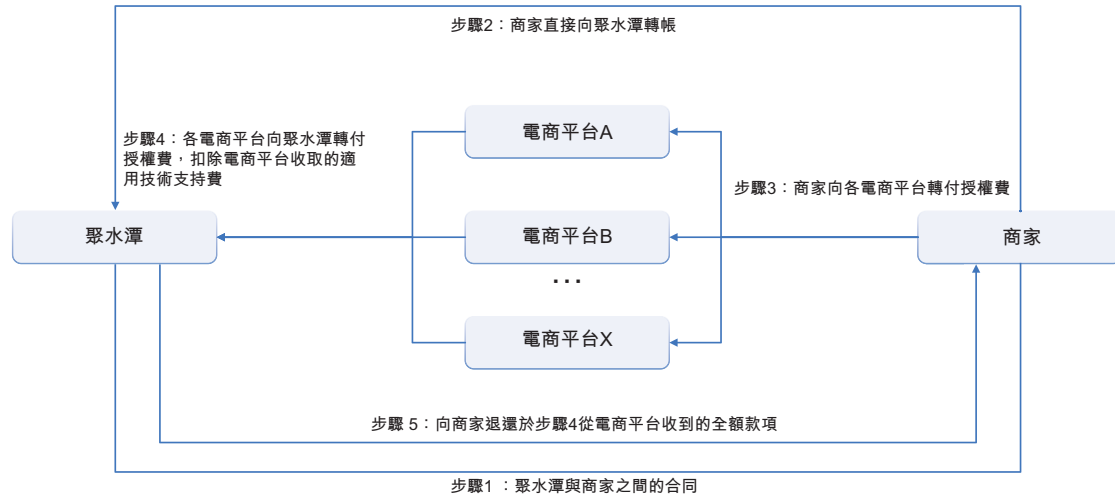 步驟2：商家直接向聚水潭轉帳
步驟4：各電商平台向聚水潭轉付
授權費，扣除電商平台收取的適
用技術支持費
電商平台A
步驟3：商家向各電商平台轉付授權費
聚水潭
電商平台B
商家
...
電商平台X
步驟 5：向商家退還於步驟4從電商平台收到的全額款項
步驟1 ：聚水潭與商家之間的合同